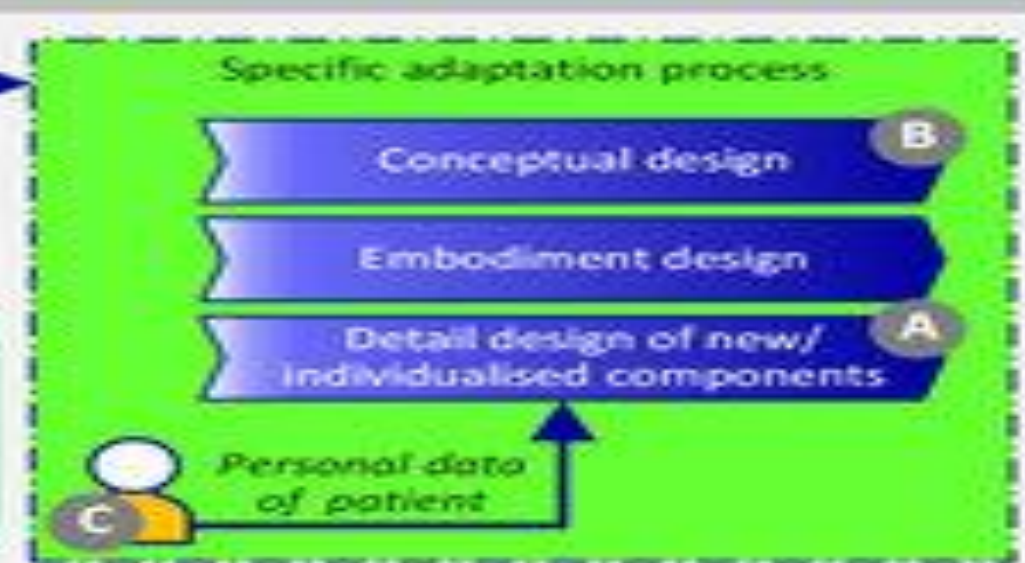 Specific adaptation process
B
Conceptual design
Embodiment design
A
Detail design of new/
individualised components
Personal data
of patient
C